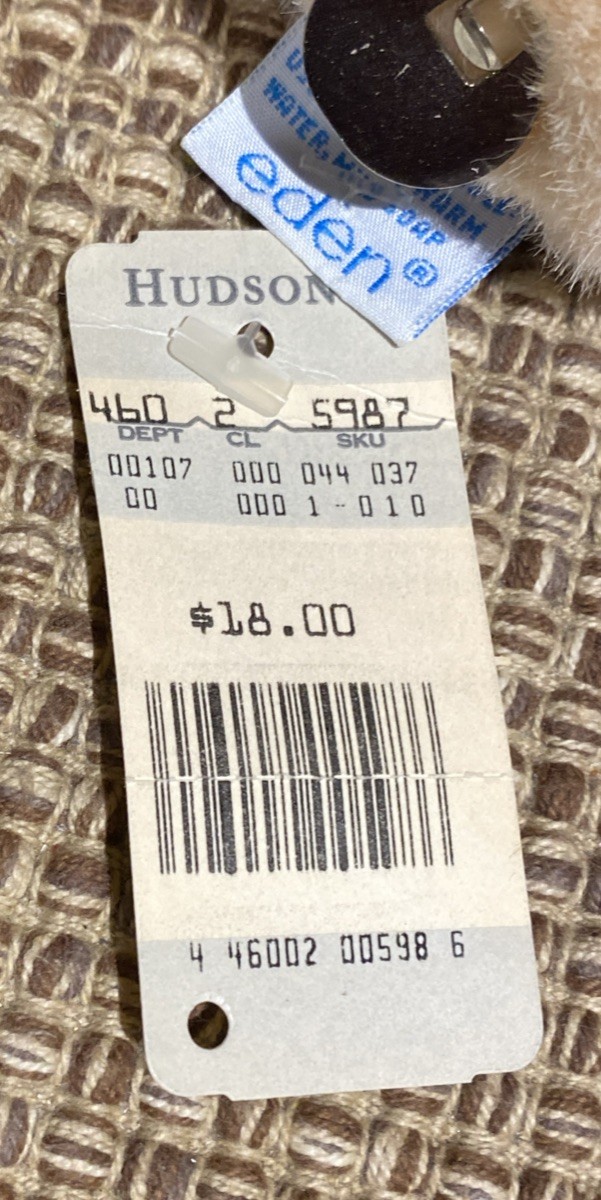 WATER,
eden®
HUDSON
460 2 5987
DEPT CL SKU
00107 000 044 037
00 000 1-010
$18.00
4 46002 00598 6